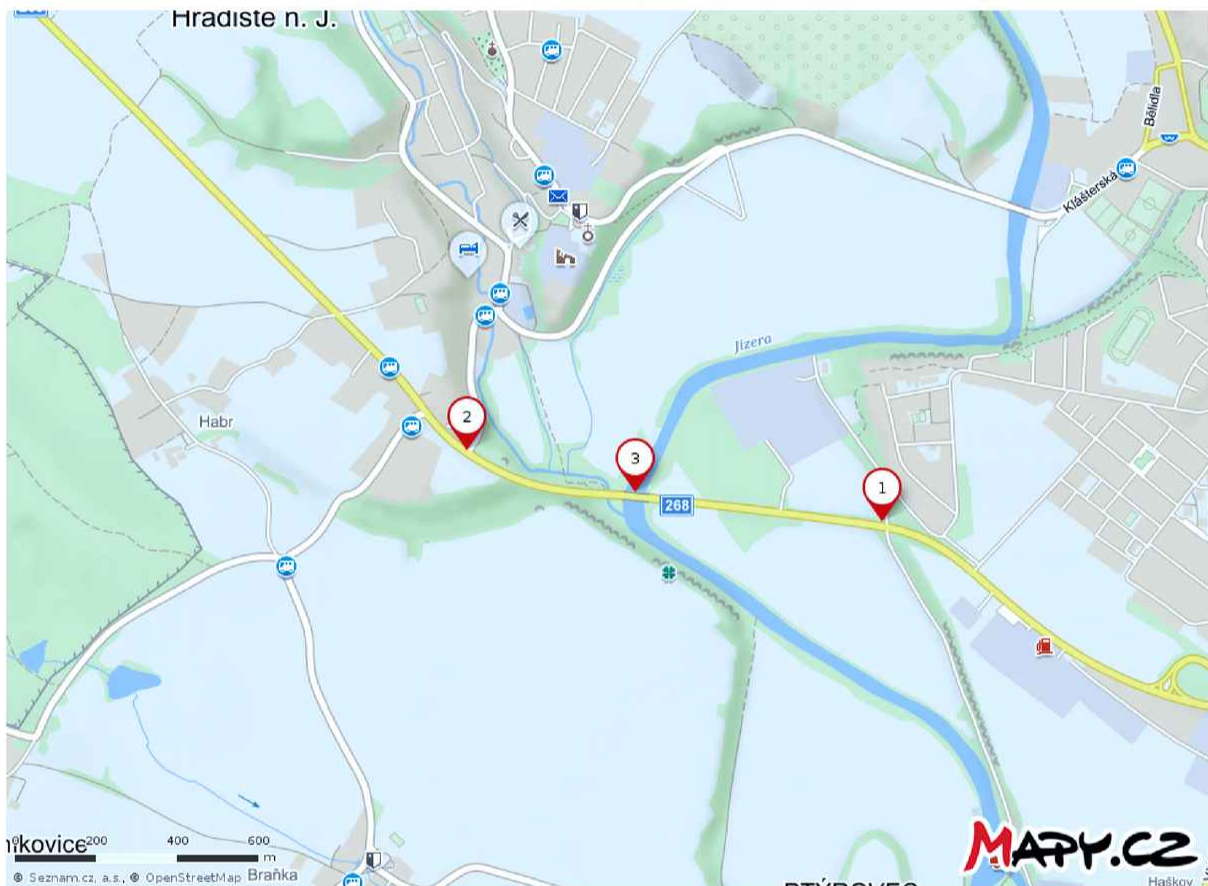 Hradiště n. J.
Bělidla
Klášterská
Jizera
Habr
2
3
1
268
0 200 400 600
m
MAPY.CZ
© Seznam.cz, a.s., © OpenStreetMap
Braňka
Haškov